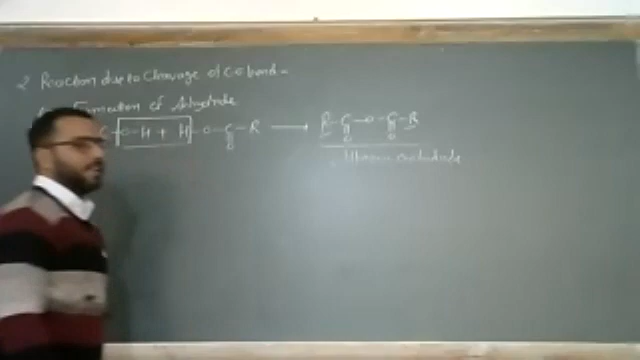 2 Reaction due to Cleavage of C-O bond -
Formation of Anhydride
C-O-H + H-O-C-R → R-C-O-C-R
O O O
anhydride